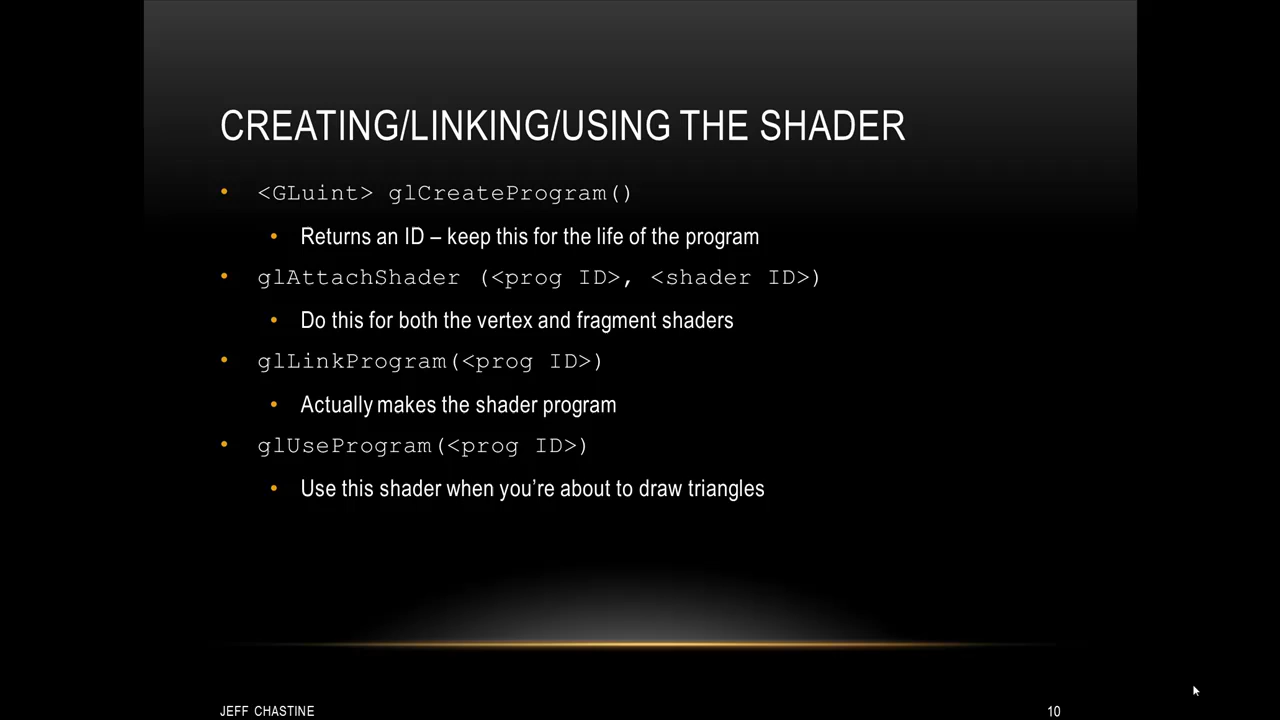 CREATING/LINKING/USING THE SHADER
• <GLuint> glCreateProgram()
• Returns an ID – keep this for the life of the program
• glAttachShader (<prog ID>, <shader ID>)
• Do this for both the vertex and fragment shaders
• glLinkProgram(<prog ID>)
• Actually makes the shader program
• glUseProgram(<prog ID>)
• Use this shader when you’re about to draw triangles
JEFF CHASTINE 10